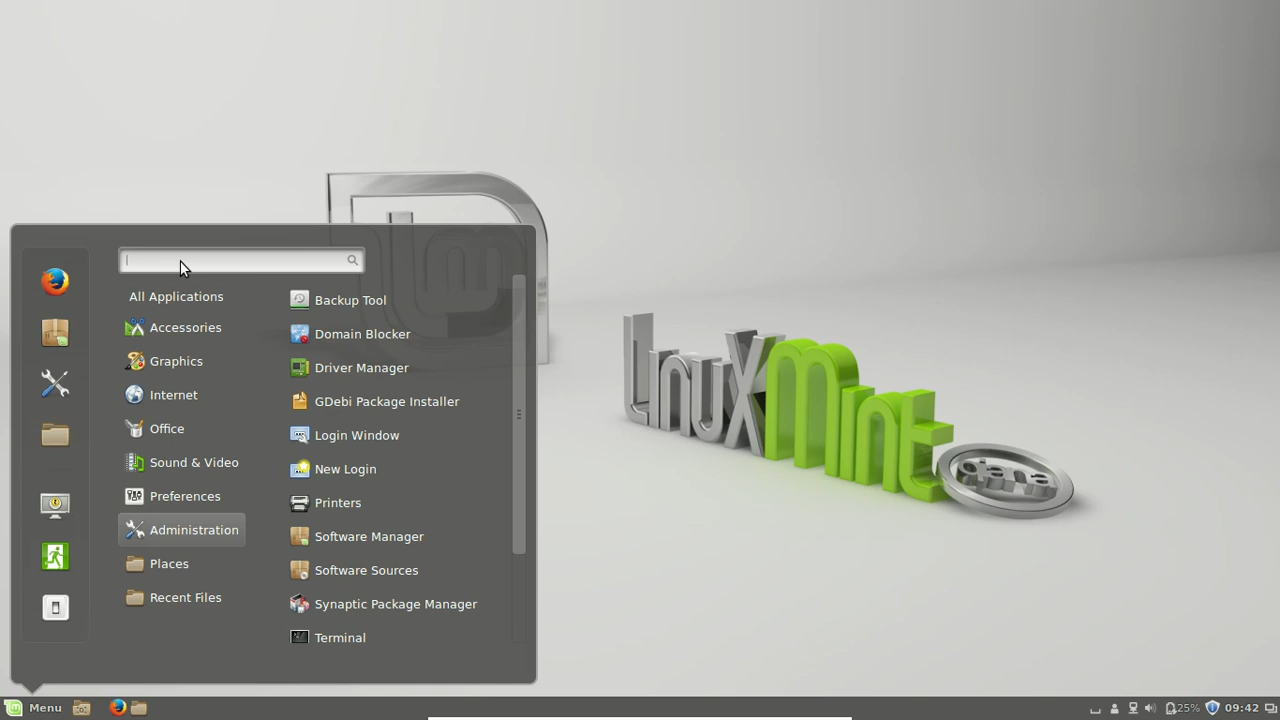 All Applications
Accessories
Graphics
Internet
Office
Sound & Video
Preferences
Administration
Places
Recent Files
Backup Tool
Domain Blocker
Driver Manager
GDebi Package Installer
Login Window
New Login
Printers
Software Manager
Software Sources
Synaptic Package Manager
Terminal
LinuxMint
qiana
Menu
25%
09:42